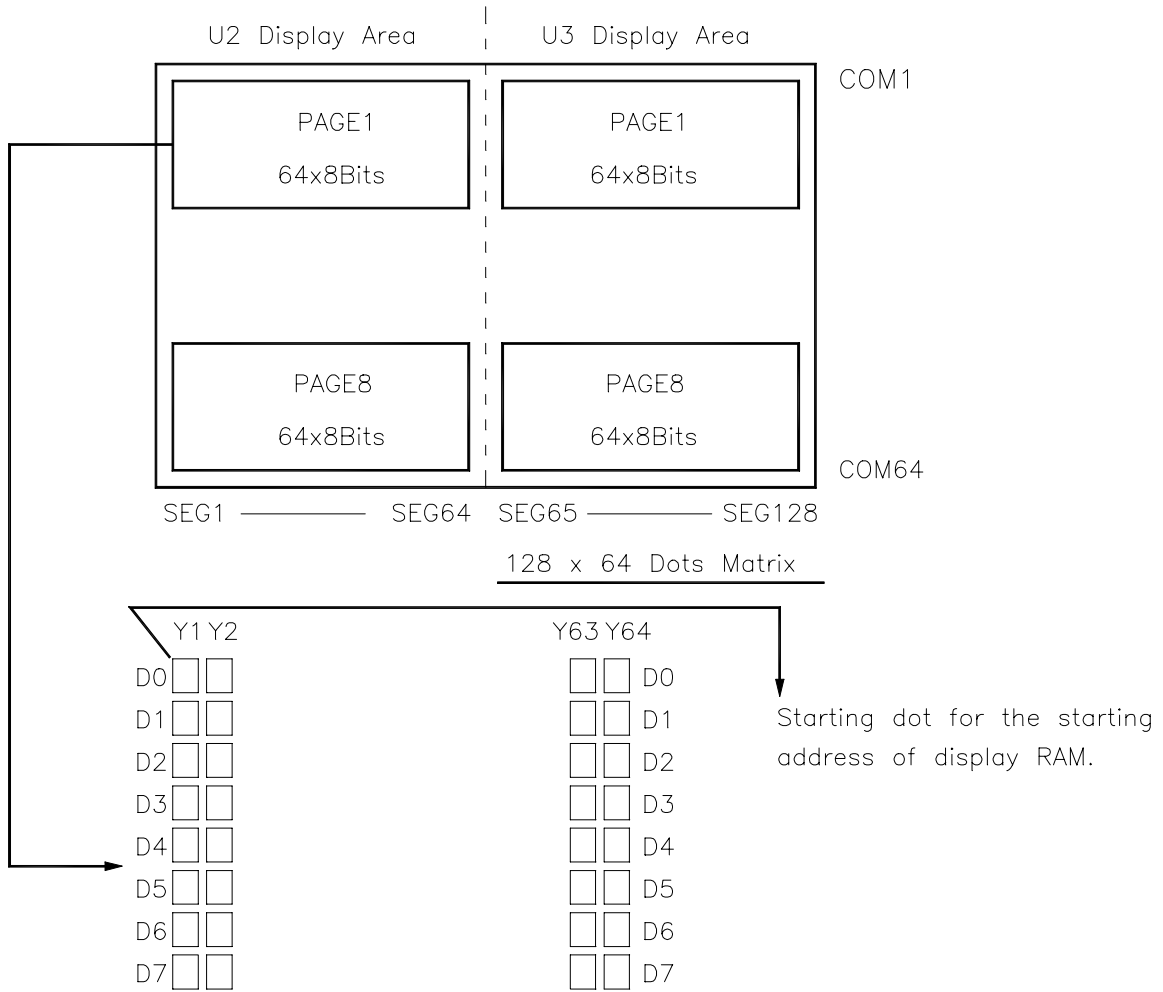 U2 Display Area
U3 Display Area
COM1
PAGE1
64x8Bits
PAGE1
64x8Bits
PAGE8
64x8Bits
PAGE8
64x8Bits
COM64
SEG1
SEG64
SEG65
SEG128
128 x 64 Dots Matrix
Y1 Y2
Y63 Y64
D0
D0
D1
D1
D2
D2
D3
D3
D4
D4
D5
D5
D6
D6
D7
D7
Starting dot for the starting
address of display RAM.